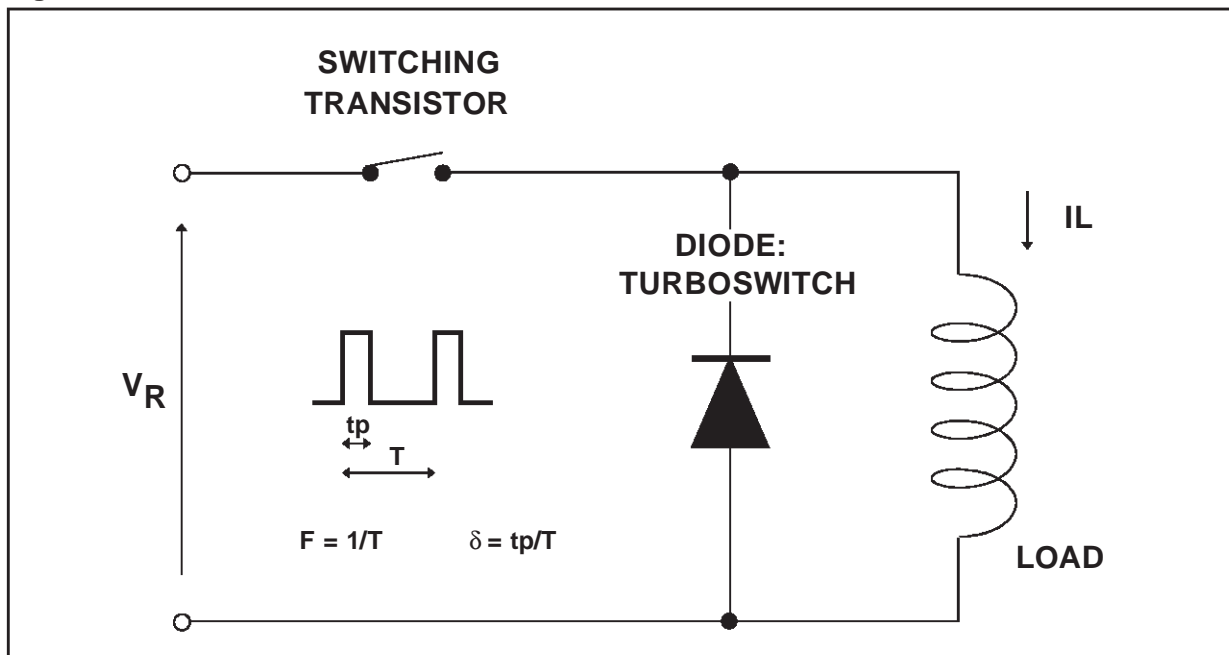 SWITCHING
TRANSISTOR
IL
DIODE:
TURBOSWITCH
VR
tp
T
F = 1/T
δ = tp/T
LOAD